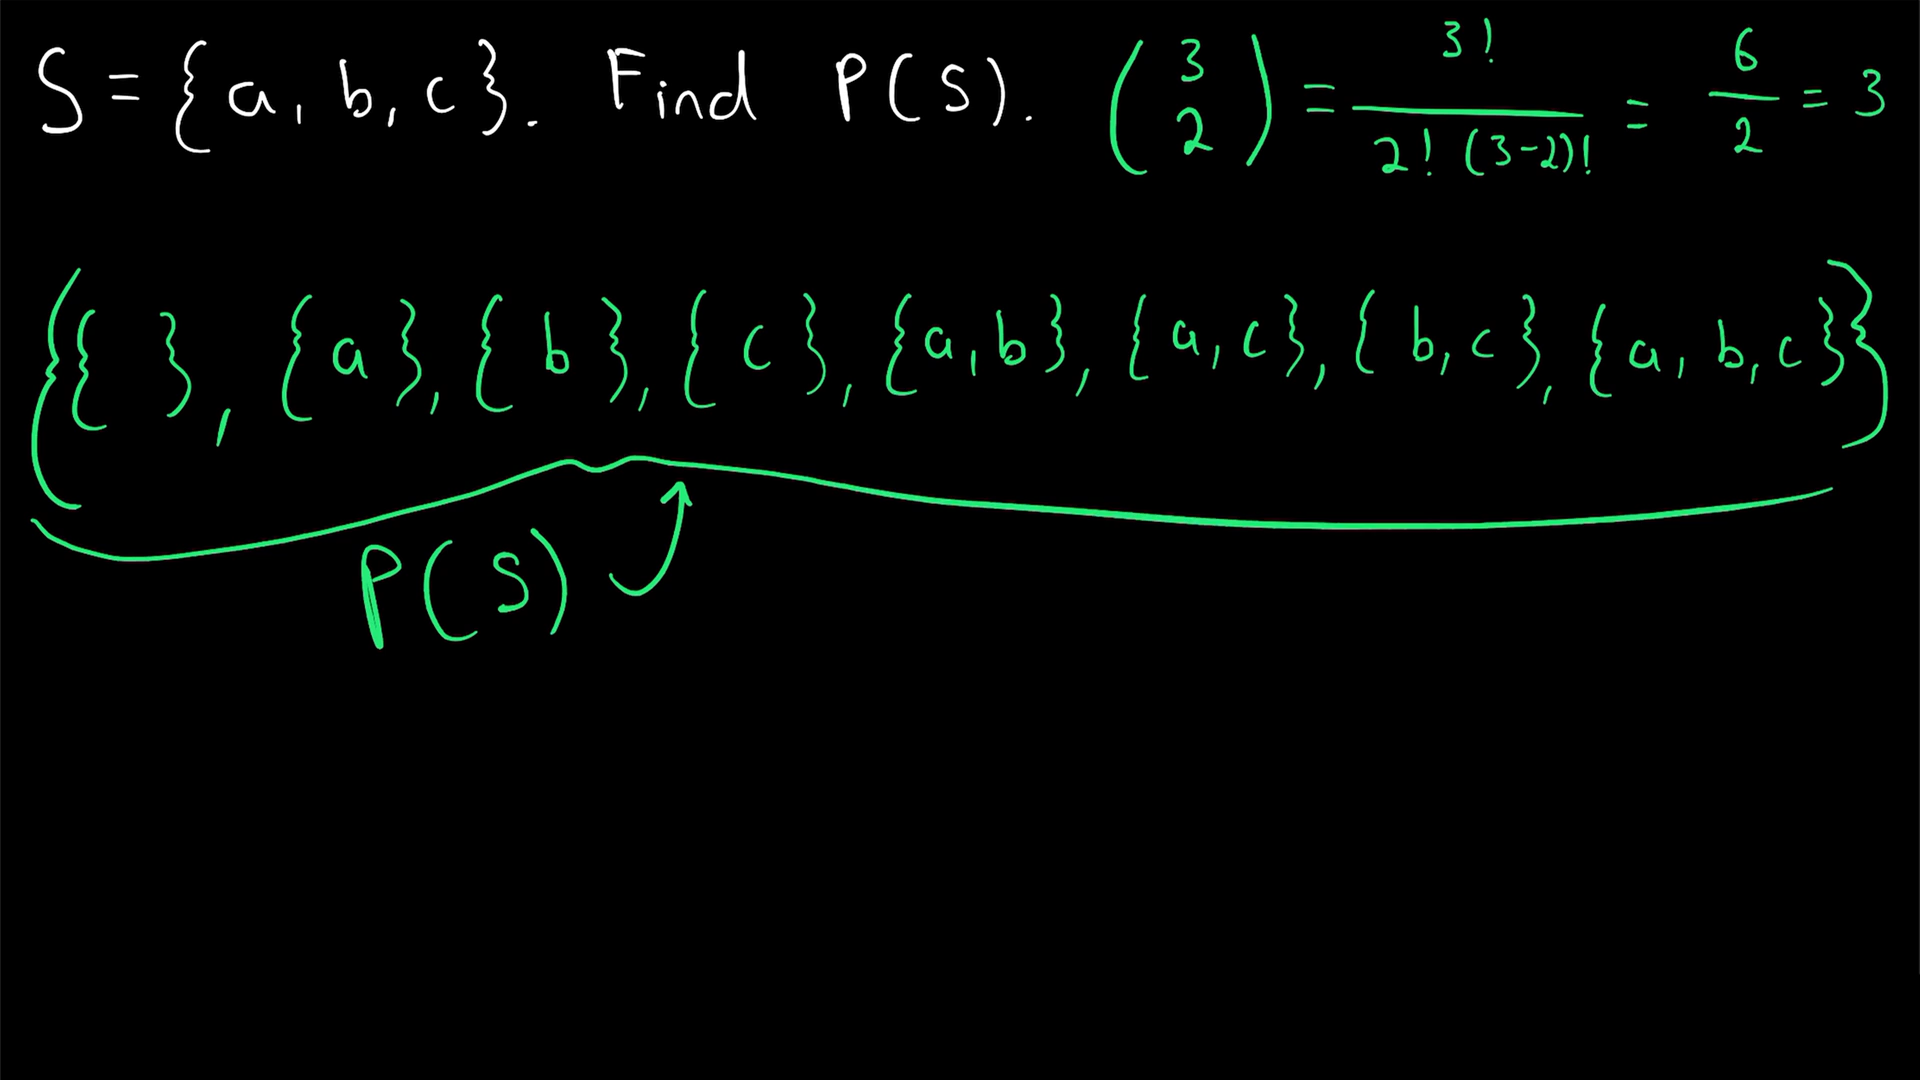 S = {a, b, c}. Find P(S). (3 2) = 3! / 2! (3-2)! = 6/2 = 3
{{ }, {a}, {b}, {c}, {a,b}, {a,c}, {b,c}, {a, b, c}}
P(S)